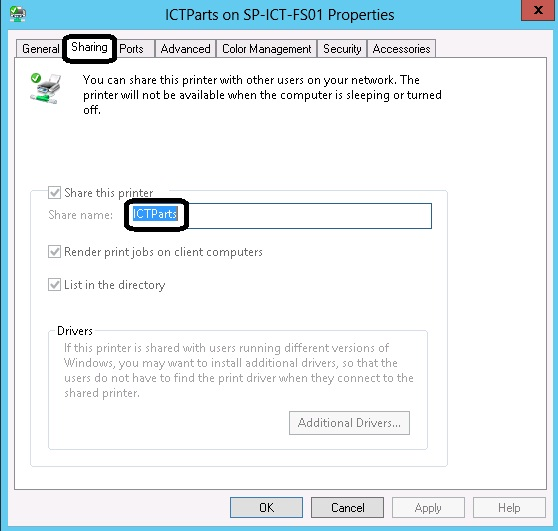 ICTParts on SP-ICT-FS01 Properties
x
General Sharing Ports Advanced Color Management Security Accessories
You can share this printer with other users on your network. The
printer will not be available when the computer is sleeping or turned
off.
Share this printer
Share name: ICTParts
Render print jobs on client computers
List in the directory
Drivers
If this printer is shared with users running different versions of
Windows, you may want to install additional drivers, so that the
users do not have to find the print driver when they connect to the
shared printer.
Additional Drivers...
OK Cancel Apply Help